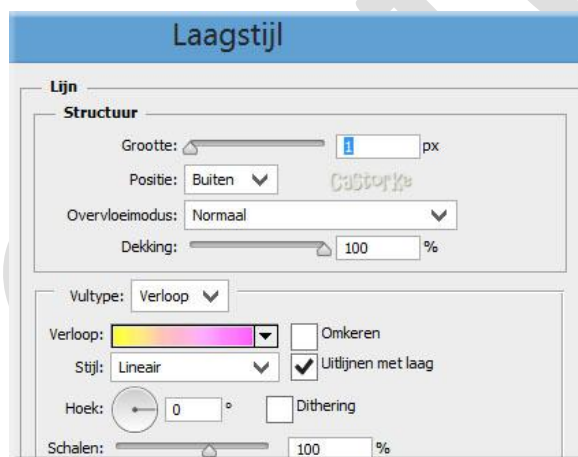 Laagstijl
Lijn
Structuur
Grootte: 1 px
Positie: Buiten
Castorke
Overvloeimodus: Normaal
Dekking: 100 %
Vultype: Verloop
Verloop: Omkeren
Stijl: Lineair Uitlijnen met laag
Hoek: 0 ° Dithering
Schalen: 100 %